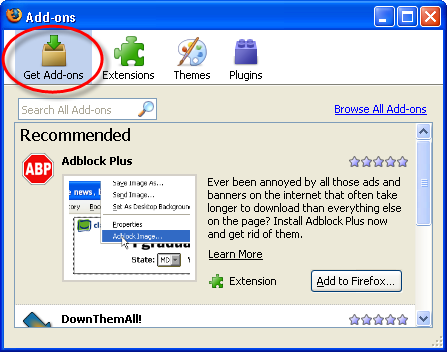 Add-ons
Get Add-ons
Extensions
Themes
Plugins
Search All Add-ons
Browse All Add-ons
Recommended
ABP
Adblock Plus
Ever been annoyed by all those ads and
banners on the internet that often take
longer to download than everything else
on the page? Install Adblock Plus now
and get rid of them.
Learn More
Extension
Add to Firefox...
news, b
Book
Save Image As...
Send Image...
Set As Desktop Background
Properties
Adblock Image...
State: MD
DownThemAll!